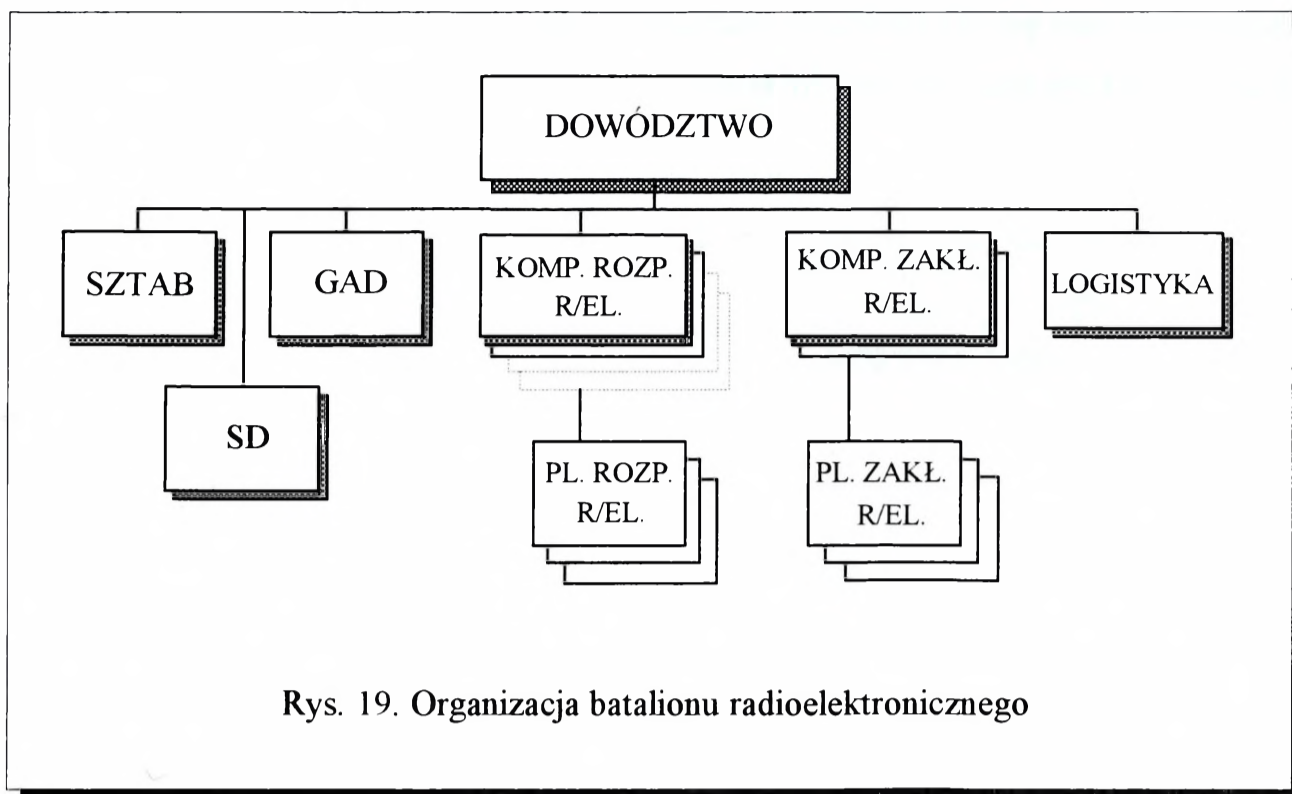 DOWÓDZTWO
SZTAB
GAD
KOMP. ROZP.
R/EL.
KOMP. ZAKŁ.
R/EL.
LOGISTYKA
SD
PL. ROZP.
R/EL.
PL. ZAKŁ.
R/EL.
Rys. 19. Organizacja batalionu radioelektronicznego